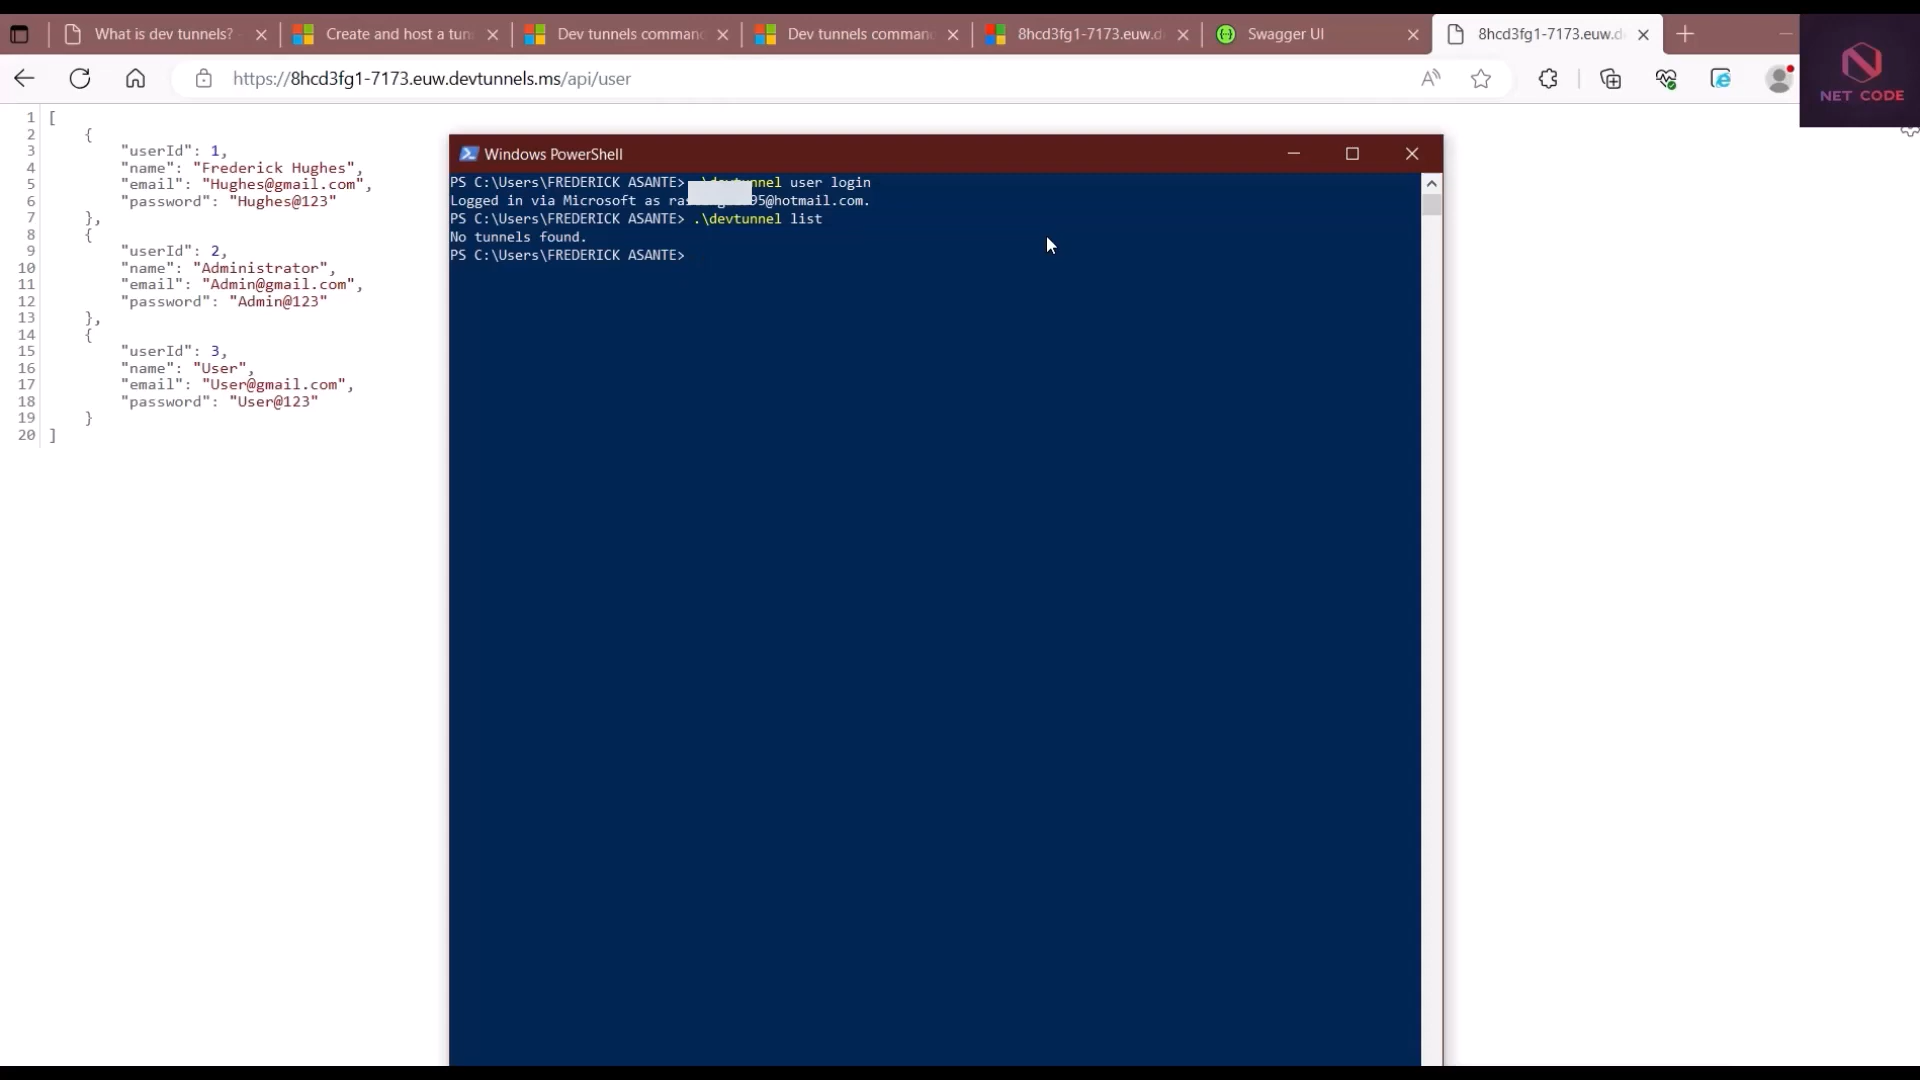 What is dev tunnels?
Create and host a tun
Dev tunnels comman
Dev tunnels comman
8hcd3fg1-7173.euw.d
Swagger UI
8hcd3fg1-7173.euw.d
https://8hcd3fg1-7173.euw.devtunnels.ms/api/user
NET CODE
1 [
2 {
3 "userId": 1,
4 "name": "Frederick Hughes",
5 "email": "Hughes@gmail.com",
6 "password": "Hughes@123"
7 },
8 {
9 "userId": 2,
10 "name": "Administrator",
11 "email": "Admin@gmail.com",
12 "password": "Admin@123"
13 },
14 {
15 "userId": 3,
16 "name": "User",
17 "email": "User@gmail.com",
18 "password": "User@123"
19 }
20 ]
Windows PowerShell
PS C:\Users\FREDERICK ASANTE> .\devtunnel user login
Logged in via Microsoft as 95@hotmail.com.
PS C:\Users\FREDERICK ASANTE> .\devtunnel list
No tunnels found.
PS C:\Users\FREDERICK ASANTE>